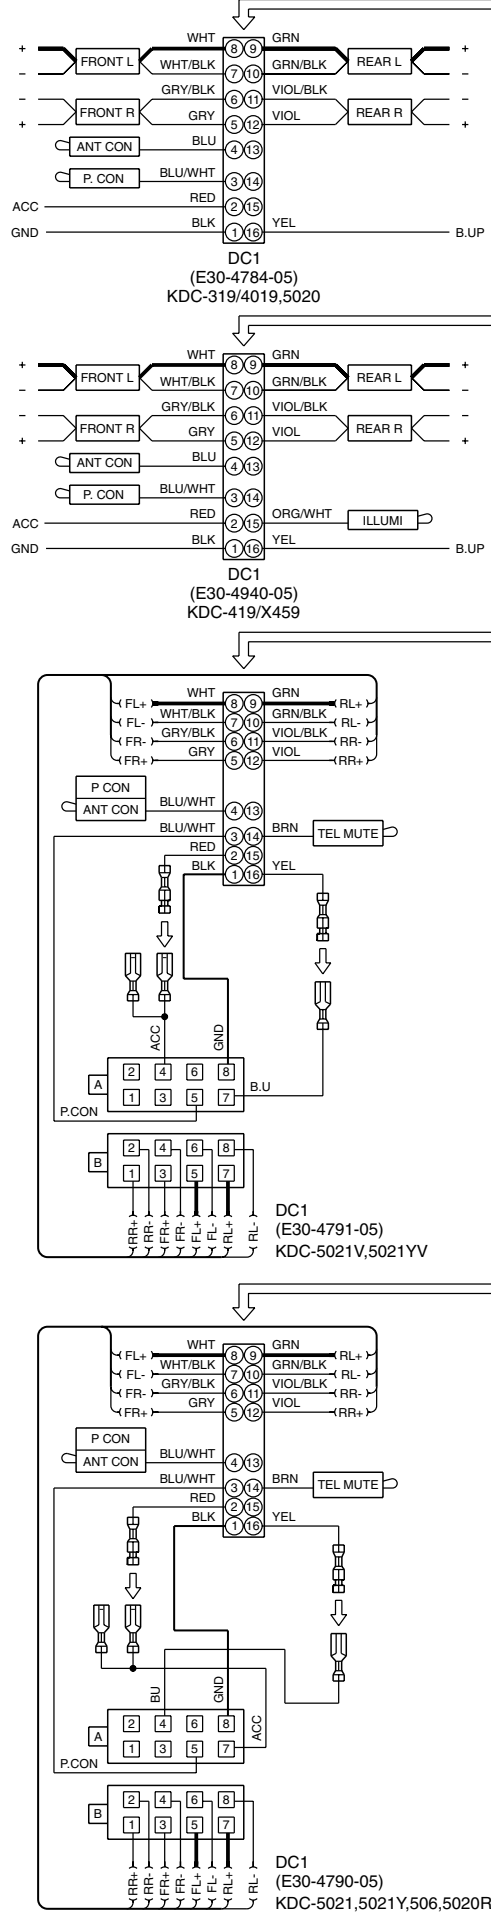 WHT 8 9 GRN
+ FRONT L REAR L +
− WHT/BLK 7 10 GRN/BLK −
− GRY/BLK 6 11 VIOL/BLK −
FRONT R REAR R
+ GRY 5 12 VIOL +
ANT CON BLU 4 13
P. CON BLU/WHT 3 14
ACC RED 2 15
GND BLK 1 16 YEL B.UP
DC1
(E30-4784-05)
KDC-319/4019,5020
WHT 8 9 GRN
+ FRONT L REAR L +
− WHT/BLK 7 10 GRN/BLK −
− GRY/BLK 6 11 VIOL/BLK −
FRONT R REAR R
+ GRY 5 12 VIOL +
ANT CON BLU 4 13
P. CON BLU/WHT 3 14
ACC RED 2 15 ORG/WHT ILLUMI
GND BLK 1 16 YEL B.UP
DC1
(E30-4940-05)
KDC-419/X459
FL+ WHT 8 9 GRN RL+
FL- WHT/BLK 7 10 GRN/BLK RL-
FR- GRY/BLK 6 11 VIOL/BLK RR-
FR+ GRY 5 12 VIOL RR+
P CON
ANT CON BLU/WHT 4 13
BLU/WHT 3 14 BRN TEL MUTE
RED 2 15
BLK 1 16 YEL
ACC GND
A 2 4 6 8
1 3 5 7 B.U
P.CON
B 2 4 6 8
1 3 5 7
RR+ RR- FR+ FR- FL+ FL- RL+ RL-
DC1
(E30-4791-05)
KDC-5021V,5021YV
FL+ WHT 8 9 GRN RL+
FL- WHT/BLK 7 10 GRN/BLK RL-
FR- GRY/BLK 6 11 VIOL/BLK RR-
FR+ GRY 5 12 VIOL RR+
P CON
ANT CON BLU/WHT 4 13
BLU/WHT 3 14 BRN TEL MUTE
RED 2 15
BLK 1 16 YEL
BU GND ACC
A 2 4 6 8
1 3 5 7
P.CON
B 2 4 6 8
1 3 5 7
RR+ RR- FR+ FR- FL+ FL- RL+ RL-
DC1
(E30-4790-05)
KDC-5021,5021Y,506,5020R